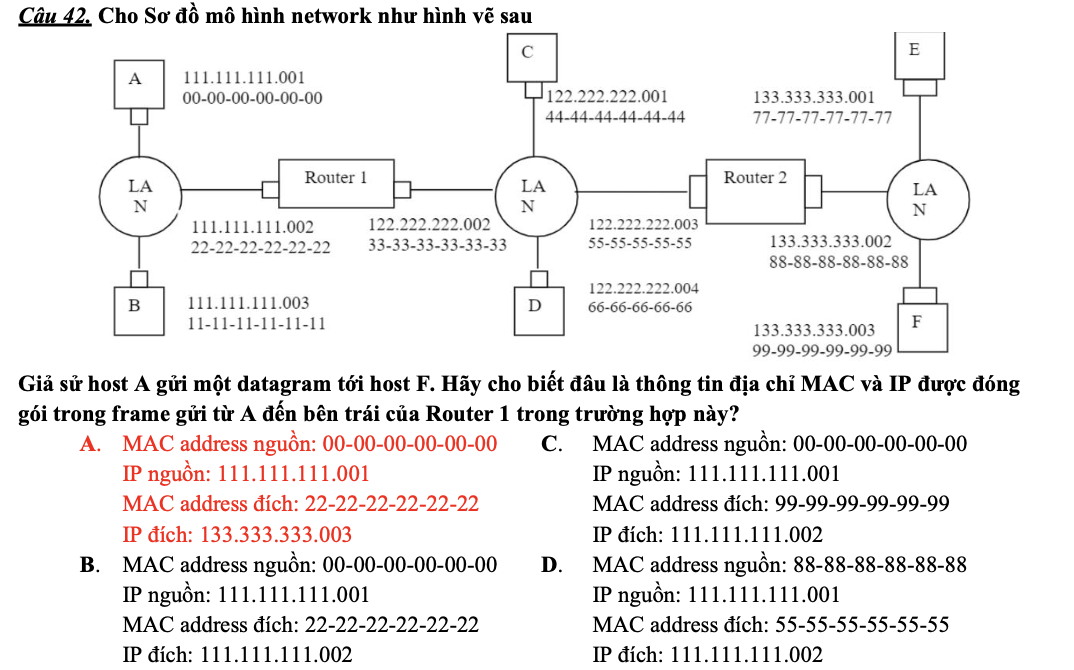 Câu 42. Cho Sơ đồ mô hình network như hình vẽ sau
A
111.111.111.001
00-00-00-00-00-00
C
122.222.222.001
44-44-44-44-44-44
E
133.333.333.001
77-77-77-77-77-77
LA
N
Router 1
LA
N
Router 2
LA
N
111.111.111.002
22-22-22-22-22-22
122.222.222.002
33-33-33-33-33-33
122.222.222.003
55-55-55-55-55
133.333.333.002
88-88-88-88-88-88
B
111.111.111.003
11-11-11-11-11-11
D
122.222.222.004
66-66-66-66-66
F
133.333.333.003
99-99-99-99-99-99
Giả sử host A gửi một datagram tới host F. Hãy cho biết đâu là thông tin địa chỉ MAC và IP được đóng
gói trong frame gửi từ A đến bên trái của Router 1 trong trường hợp này?
A. MAC address nguồn: 00-00-00-00-00-00
IP nguồn: 111.111.111.001
MAC address đích: 22-22-22-22-22-22
IP đích: 133.333.333.003
B. MAC address nguồn: 00-00-00-00-00-00
IP nguồn: 111.111.111.001
MAC address đích: 22-22-22-22-22-22
IP đích: 111.111.111.002
C. MAC address nguồn: 00-00-00-00-00-00
IP nguồn: 111.111.111.001
MAC address đích: 99-99-99-99-99-99
IP đích: 111.111.111.002
D. MAC address nguồn: 88-88-88-88-88-88
IP nguồn: 111.111.111.001
MAC address đích: 55-55-55-55-55-55
IP đích: 111.111.111.002